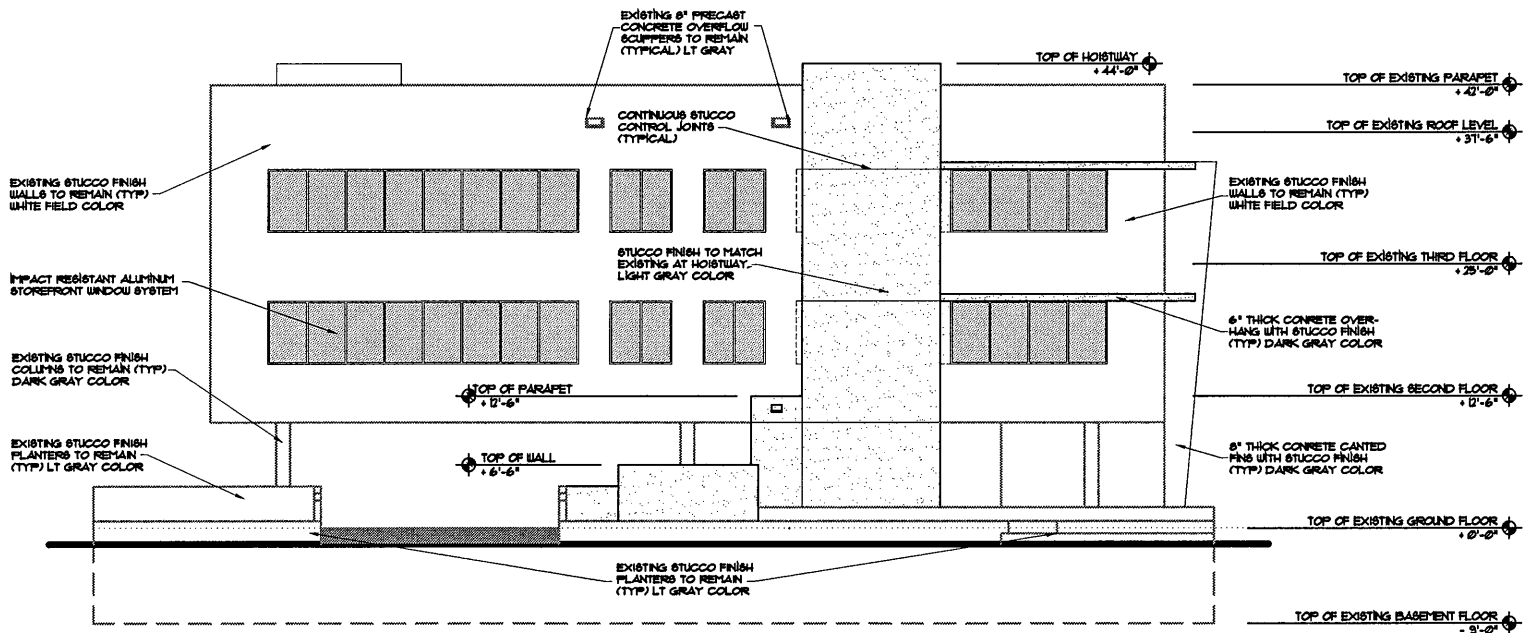 EXISTING 8" PRECAST
CONCRETE OVERFLOW
SCUPPERS TO REMAIN
(TYPICAL) LT GRAY
TOP OF HOISTWAY
+ 44'-0"
TOP OF EXISTING PARAPET
+ 42'-0"
CONTINUOUS STUCCO
CONTROL JOINTS
(TYPICAL)
TOP OF EXISTING ROOF LEVEL
+ 37'-6"
EXISTING STUCCO FINISH
WALLS TO REMAIN (TYP)
WHITE FIELD COLOR
EXISTING STUCCO FINISH
WALLS TO REMAIN (TYP)
WHITE FIELD COLOR
STUCCO FINISH TO MATCH
EXISTING AT HOISTWAY
LIGHT GRAY COLOR
TOP OF EXISTING THIRD FLOOR
+ 25'-0"
IMPACT RESISTANT ALUMINUM
STOREFRONT WINDOW SYSTEM
6" THICK CONRETE OVER-
HANG WITH STUCCO FINISH
(TYP) DARK GRAY COLOR
EXISTING STUCCO FINISH
COLUMNS TO REMAIN (TYP)
DARK GRAY COLOR
TOP OF PARAPET
+ 12'-6"
TOP OF EXISTING SECOND FLOOR
+ 12'-6"
EXISTING STUCCO FINISH
PLANTERS TO REMAIN
(TYP) LT GRAY COLOR
TOP OF WALL
+ 6'-6"
8" THICK CONRETE CANTED
FINS WITH STUCCO FINISH
(TYP) DARK GRAY COLOR
TOP OF EXISTING GROUND FLOOR
+ 0'-0"
EXISTING STUCCO FINISH
PLANTERS TO REMAIN
(TYP) LT GRAY COLOR
TOP OF EXISTING BASEMENT FLOOR
- 9'-0"